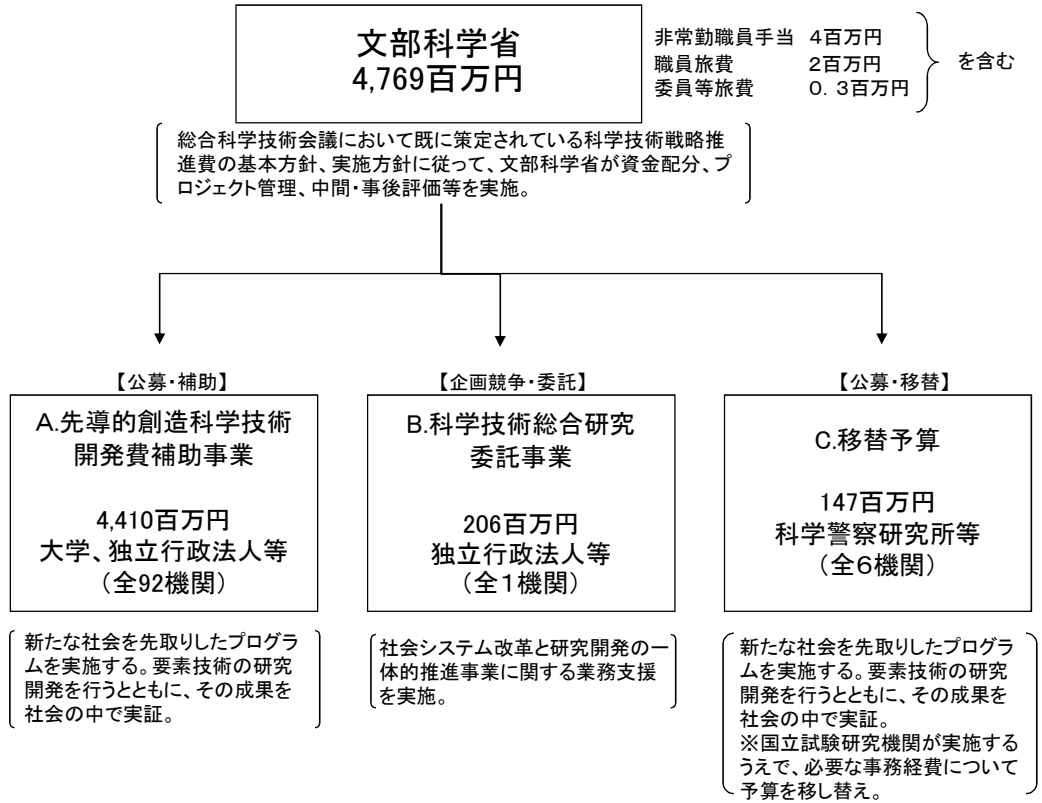 文部科学省
4,769百万円
非常勤職員手当 4百万円
職員旅費 2百万円
委員等旅費 0.3百万円
を含む
総合科学技術会議において既に策定されている科学技術戦略推
進費の基本方針、実施方針に従って、文部科学省が資金配分、プ
ロジェクト管理、中間・事後評価等を実施。
【公募・補助】
A.先導的創造科学技術
開発費補助事業
4,410百万円
大学、独立行政法人等
(全92機関)
新たな社会を先取りしたプログラ
ムを実施する。要素技術の研究
開発を行うとともに、その成果を
社会の中で実証。
【企画競争・委託】
B.科学技術総合研究
委託事業
206百万円
独立行政法人等
(全1機関)
社会システム改革と研究開発の一
体的推進事業に関する業務支援
を実施。
【公募・移替】
C.移替予算
147百万円
科学警察研究所等
(全6機関)
新たな社会を先取りしたプログラ
ムを実施する。要素技術の研究
開発を行うとともに、その成果を
社会の中で実証。
※国立試験研究機関が実施する
うえで、必要な事務経費について
予算を移し替え。